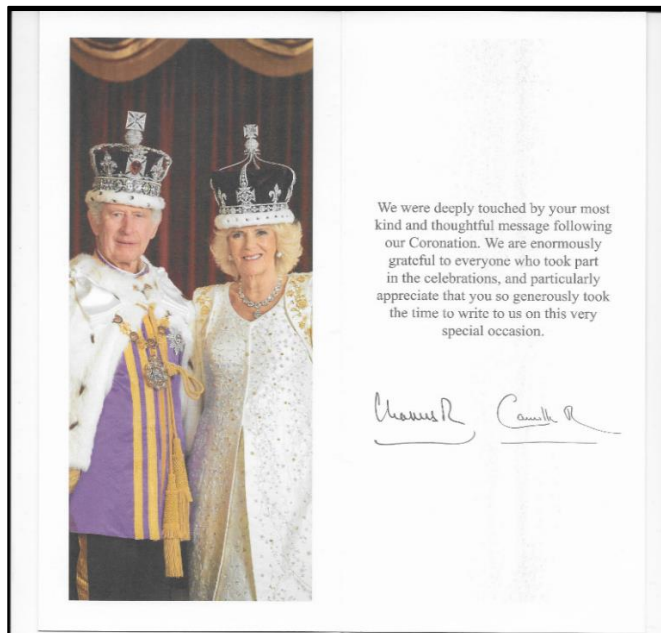 We were deeply touched by your most
kind and thoughtful message following
our Coronation. We are enormously
grateful to everyone who took part
in the celebrations, and particularly
appreciate that you so generously took
the time to write to us on this very
special occasion.
Charles R Camilla R